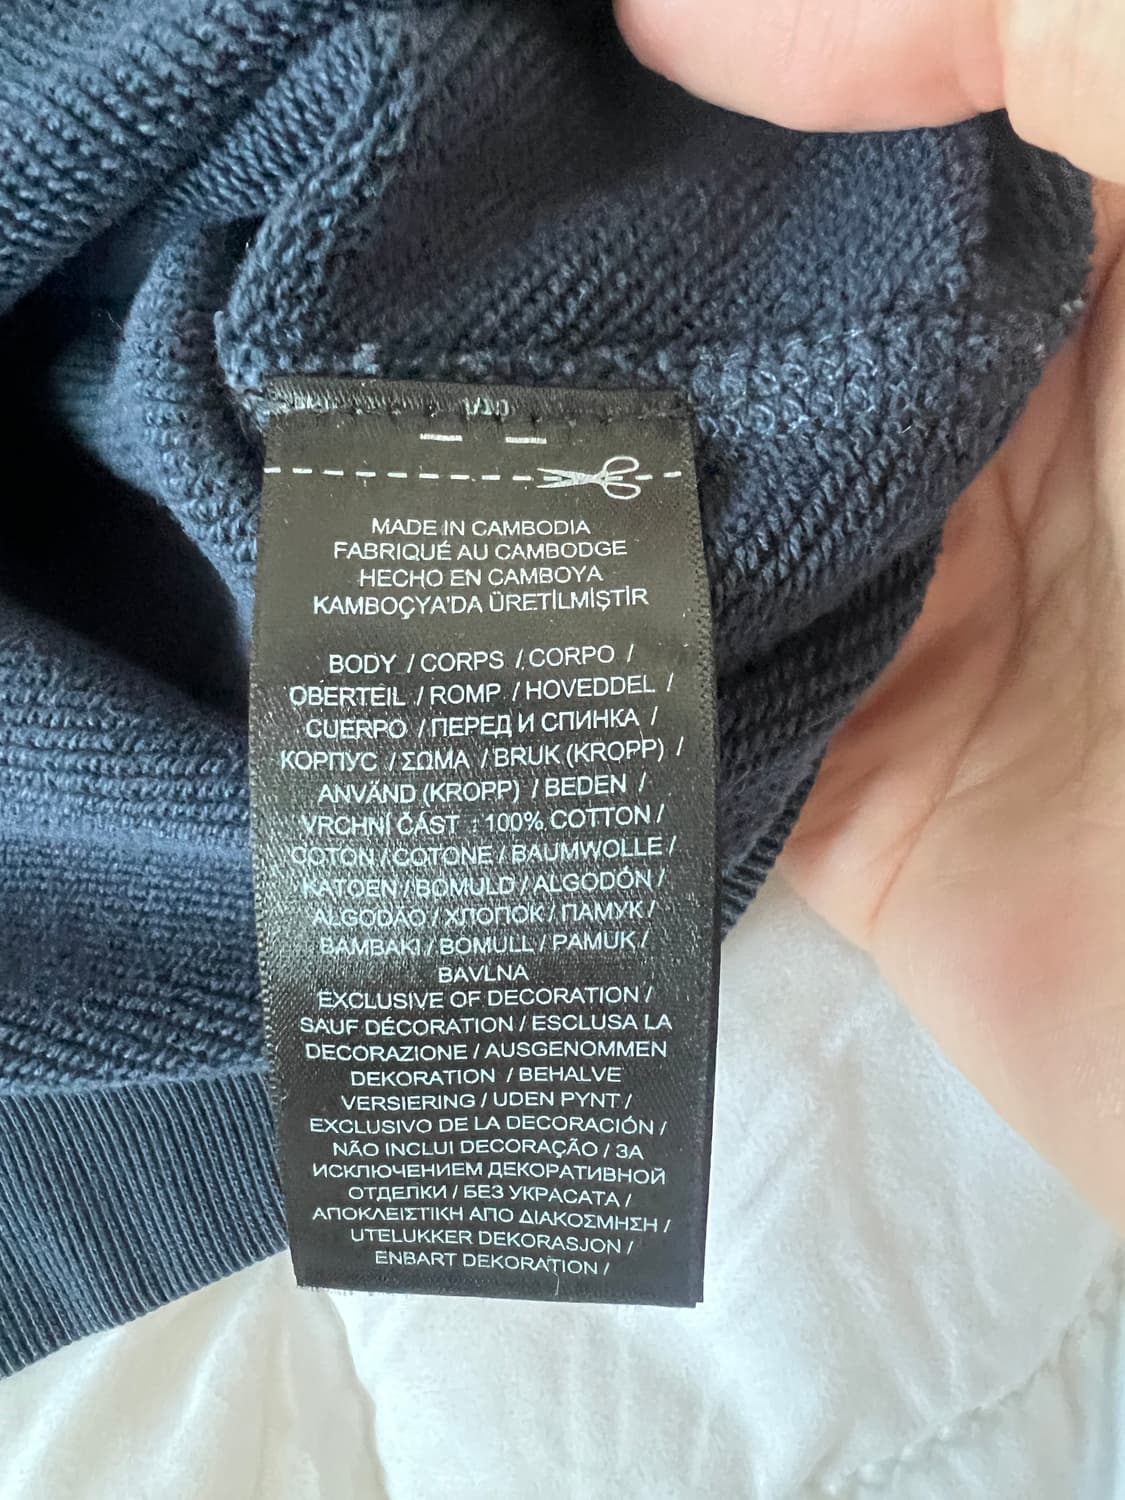 MADE IN CAMBODIA
FABRIQUÉ AU CAMBODGE
HECHO EN CAMBOYA
KAMBOÇYA'DA ÜRETİLMİŞTİR
BODY / CORPS / CORPO /
OBERTEIL / ROMP / HOVEDDEL /
CUERPO / ПЕРЕД И СПИНКА /
КОРПУС / ΣΩΜΑ / BRUK (KROPP) /
ANVÄND (KROPP) / BEDEN /
VRCHNÍ ČÁST : 100% COTTON /
COTON / COTONE / BAUMWOLLE /
KATOEN / BOMULD / ALGODÓN /
ALGODÃO / ХЛОПОК / ПАМУК /
BAMBAKI / BOMULL / PAMUK /
BAVLNA
EXCLUSIVE OF DECORATION /
SAUF DÉCORATION / ESCLUSA LA
DECORAZIONE / AUSGENOMMEN
DEKORATION / BEHALVE
VERSIERING / UDEN PYNT /
EXCLUSIVO DE LA DECORACIÓN /
NÃO INCLUI DECORAÇÃO / ЗА
ИСКЛЮЧЕНИЕМ ДЕКОРАТИВНОЙ
ОТДЕЛКИ / БЕЗ УКРАСАТА /
ΑΠΟΚΛΕΙΣΤΙΚΗ ΑΠΟ ΔΙΑΚΟΣΜΗΣΗ /
UTELUKKER DEKORASJON /
ENBART DEKORATION /